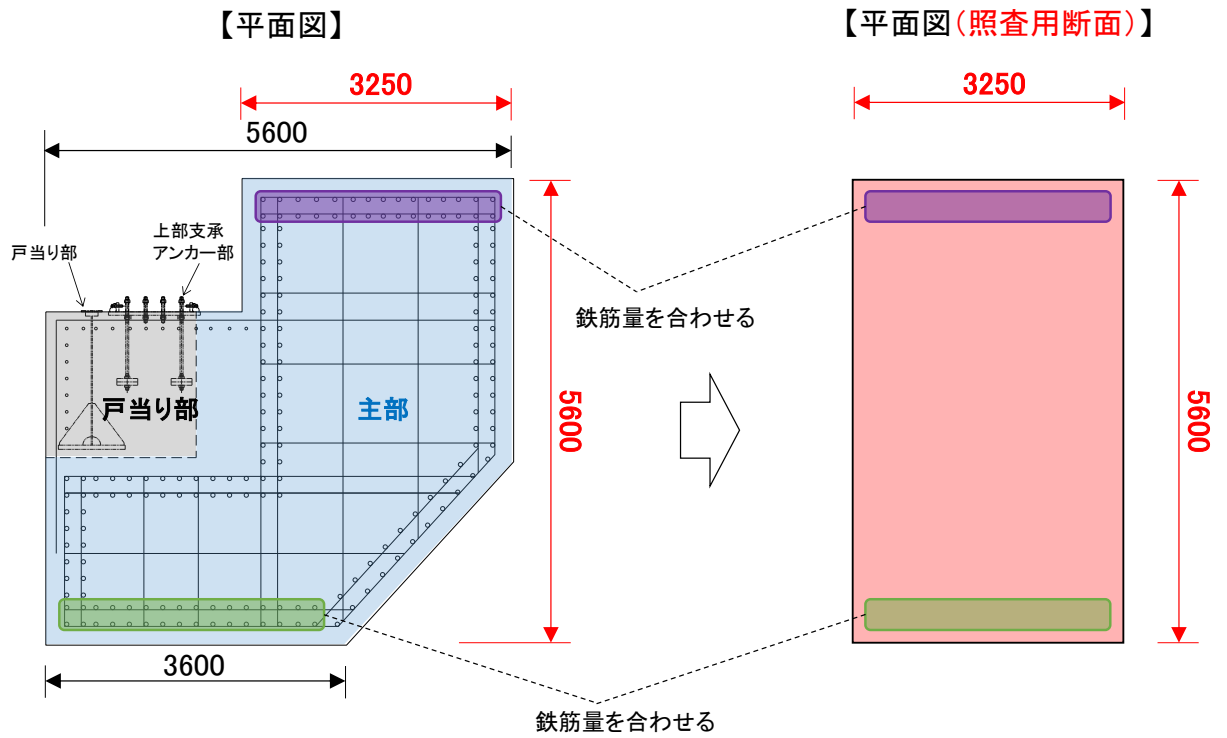 【平面図】
【平面図(照査用断面)】
3250
5600
3250
上部支承
アンカー部
戸当り部
鉄筋量を合わせる
戸当り部
主部
5600
5600
3600
鉄筋量を合わせる